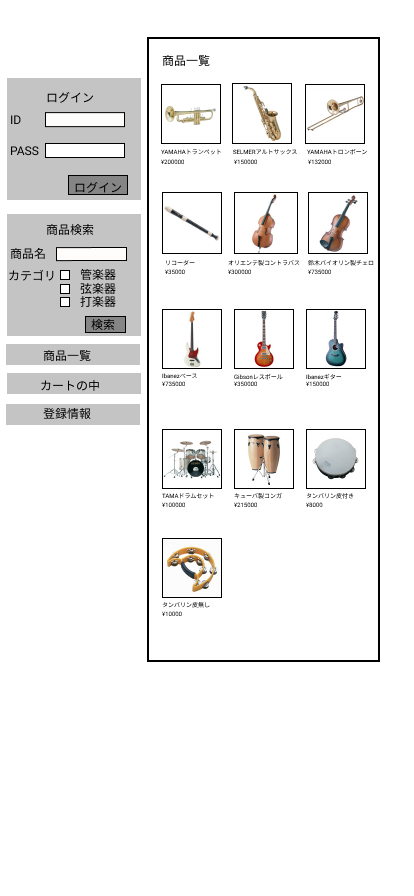 ログイン
ID
PASS
ログイン
商品検索
商品名
カテゴリ 管楽器
弦楽器
打楽器
検索
商品一覧
カートの中
登録情報
商品一覧
YAMAHAトランペット SELMERアルトサックス YAMAHAトロンボーン
¥200000 ¥150000 ¥132000
リコーダー オリエンテ製コントラバス 鈴木バイオリン製チェロ
¥35000 ¥300000 ¥735000
Ibanezベース Gibsonレスポール Ibanezギター
¥735000 ¥350000 ¥150000
TAMAドラムセット キューバ製コンガ タンバリン皮付き
¥100000 ¥215000 ¥8000
タンバリン皮無し
¥10000